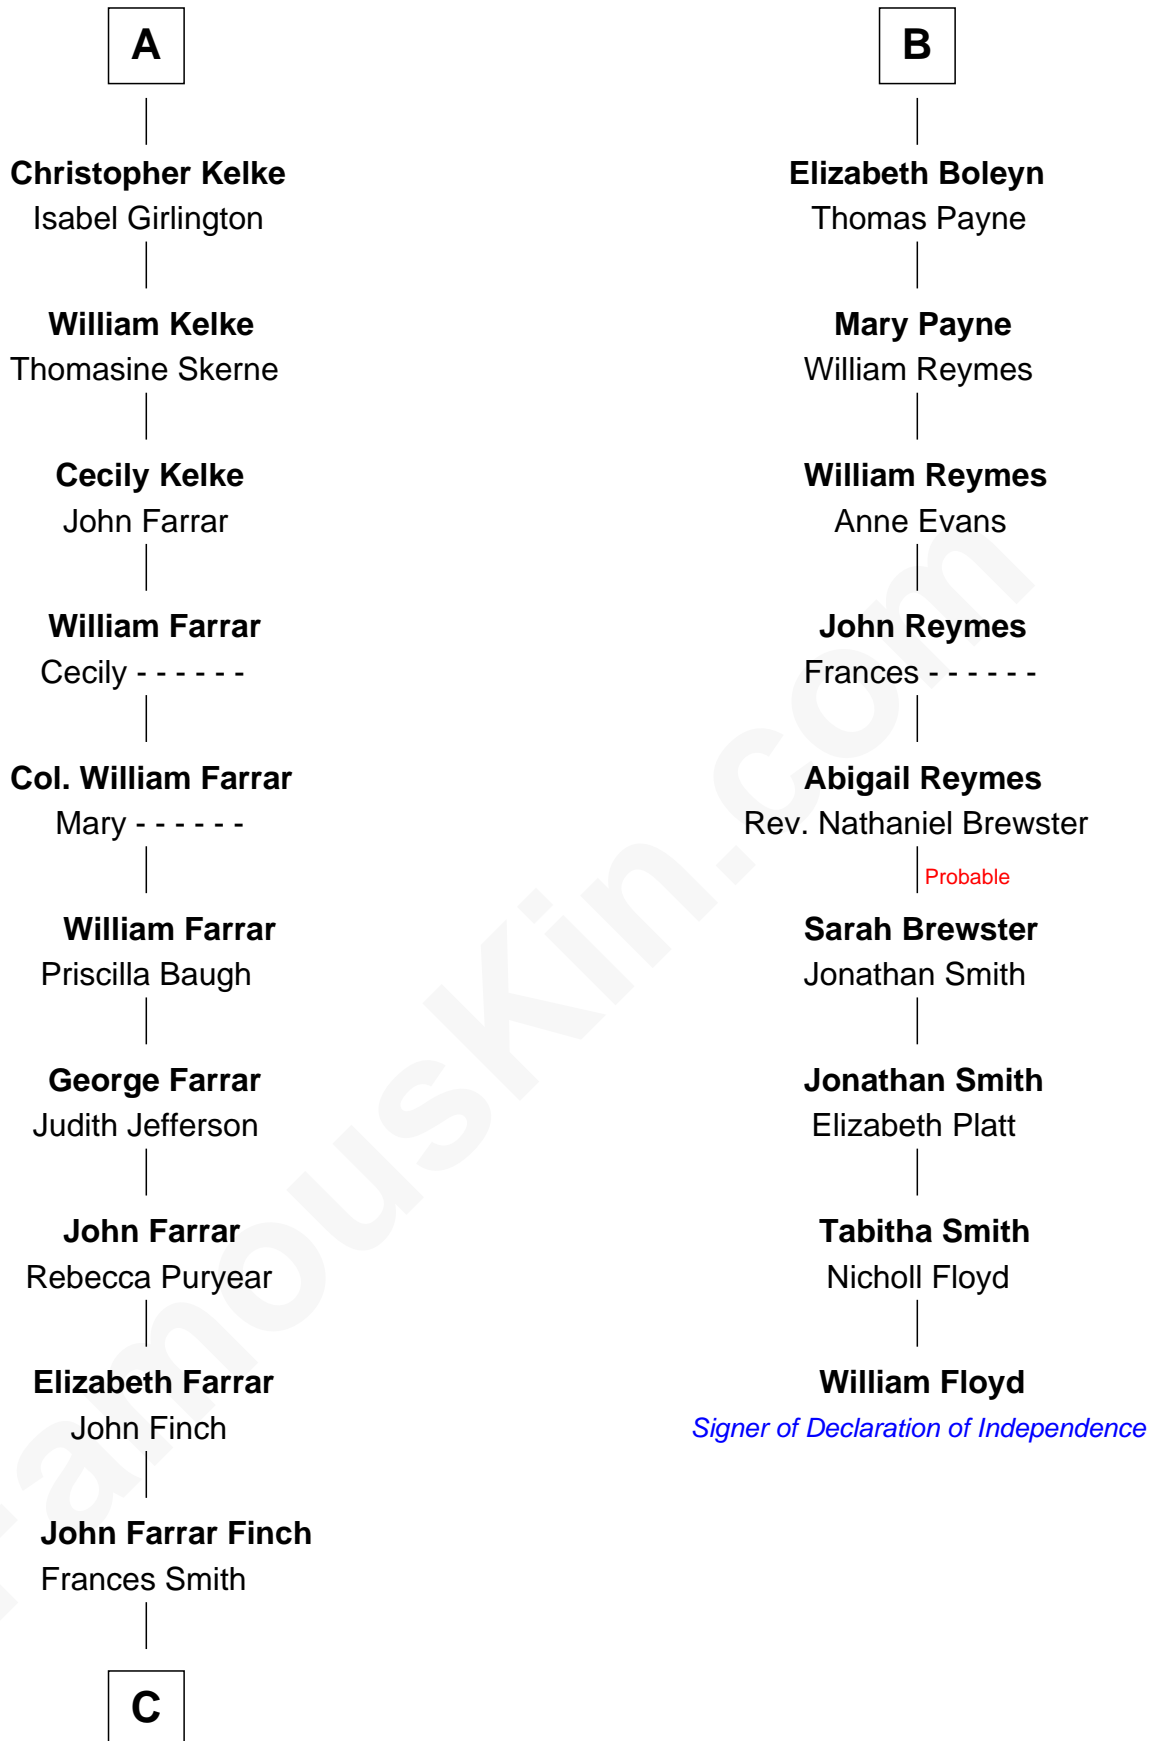 A
Christopher Kelke
Isabel Girlington
William Kelke
Thomasine Skerne
Cecily Kelke
John Farrar
William Farrar
Cecily - - - - - -
Col. William Farrar
Mary - - - - - -
William Farrar
Priscilla Baugh
George Farrar
Judith Jefferson
John Farrar
Rebecca Puryear
Elizabeth Farrar
John Finch
John Farrar Finch
Frances Smith
C
B
Elizabeth Boleyn
Thomas Payne
Mary Payne
William Reymes
William Reymes
Anne Evans
John Reymes
Frances - - - - - -
Abigail Reymes
Rev. Nathaniel Brewster
Probable
Sarah Brewster
Jonathan Smith
Jonathan Smith
Elizabeth Platt
Tabitha Smith
Nicholl Floyd
William Floyd
Signer of Declaration of Independence
FamousKin.com